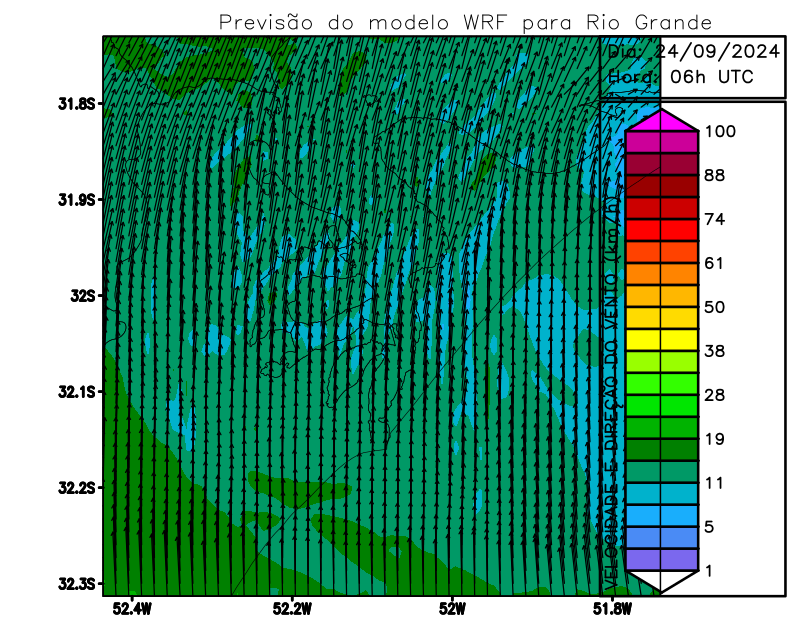 Previsão do modelo WRF para Rio Grande
Dia: 24/09/2024
Hora: 06h UTC
31.8S
31.9S
32S
32.1S
32.2S
32.3S
52.4W
52.2W
52W
51.8W
VELOCIDADE E DIREÇÃO DO VENTO (km/h)
100
88
74
61
50
38
28
19
11
5
1